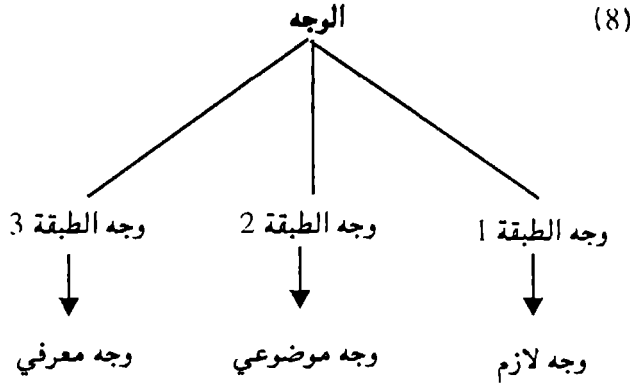 (8)
الوجه
وجه الطبقة 1 وجه الطبقة 2 وجه الطبقة 3
وجه لازم وجه موضوعي وجه معرفي